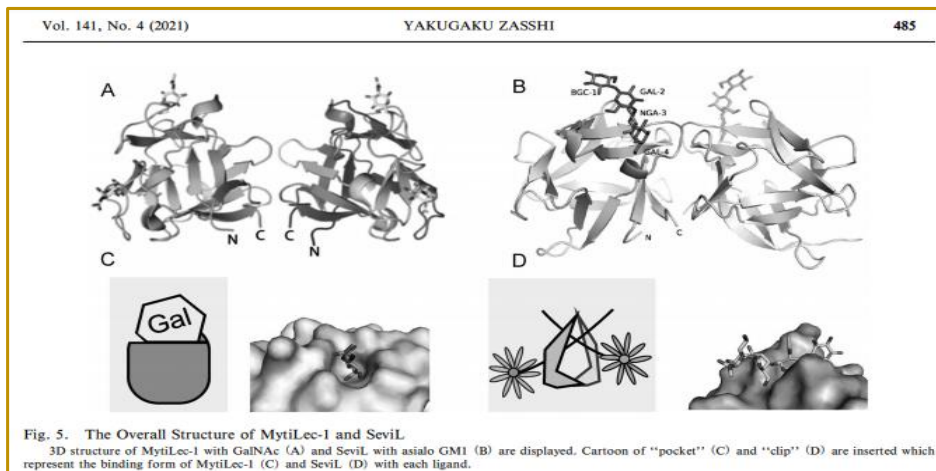 Vol. 141, No. 4 (2021) YAKUGAKU ZASSHI 485
A
B
BGC-1
GAL-2
NGA-3
GAL-4
N C C N
N C
C
D
Gal
Fig. 5. The Overall Structure of MytiLec-1 and SeviL
3D structure of MytiLec-1 with GalNAc (A) and SeviL with asialo GM1 (B) are displayed. Cartoon of “pocket” (C) and “clip” (D) are inserted which
represent the binding form of MytiLec-1 (C) and SeviL (D) with each ligand.